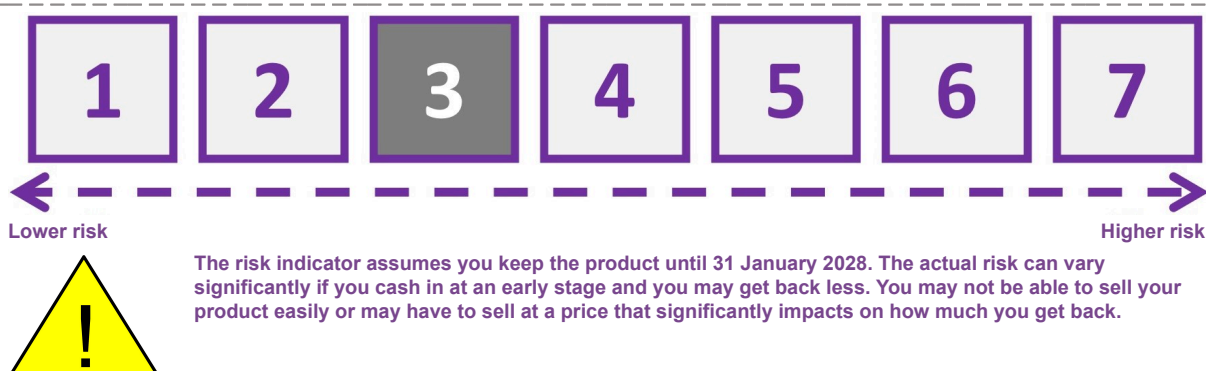 1 2 3 4 5 6 7
Lower risk Higher risk
The risk indicator assumes you keep the product until 31 January 2028. The actual risk can vary
significantly if you cash in at an early stage and you may get back less. You may not be able to sell your
product easily or may have to sell at a price that significantly impacts on how much you get back.
!